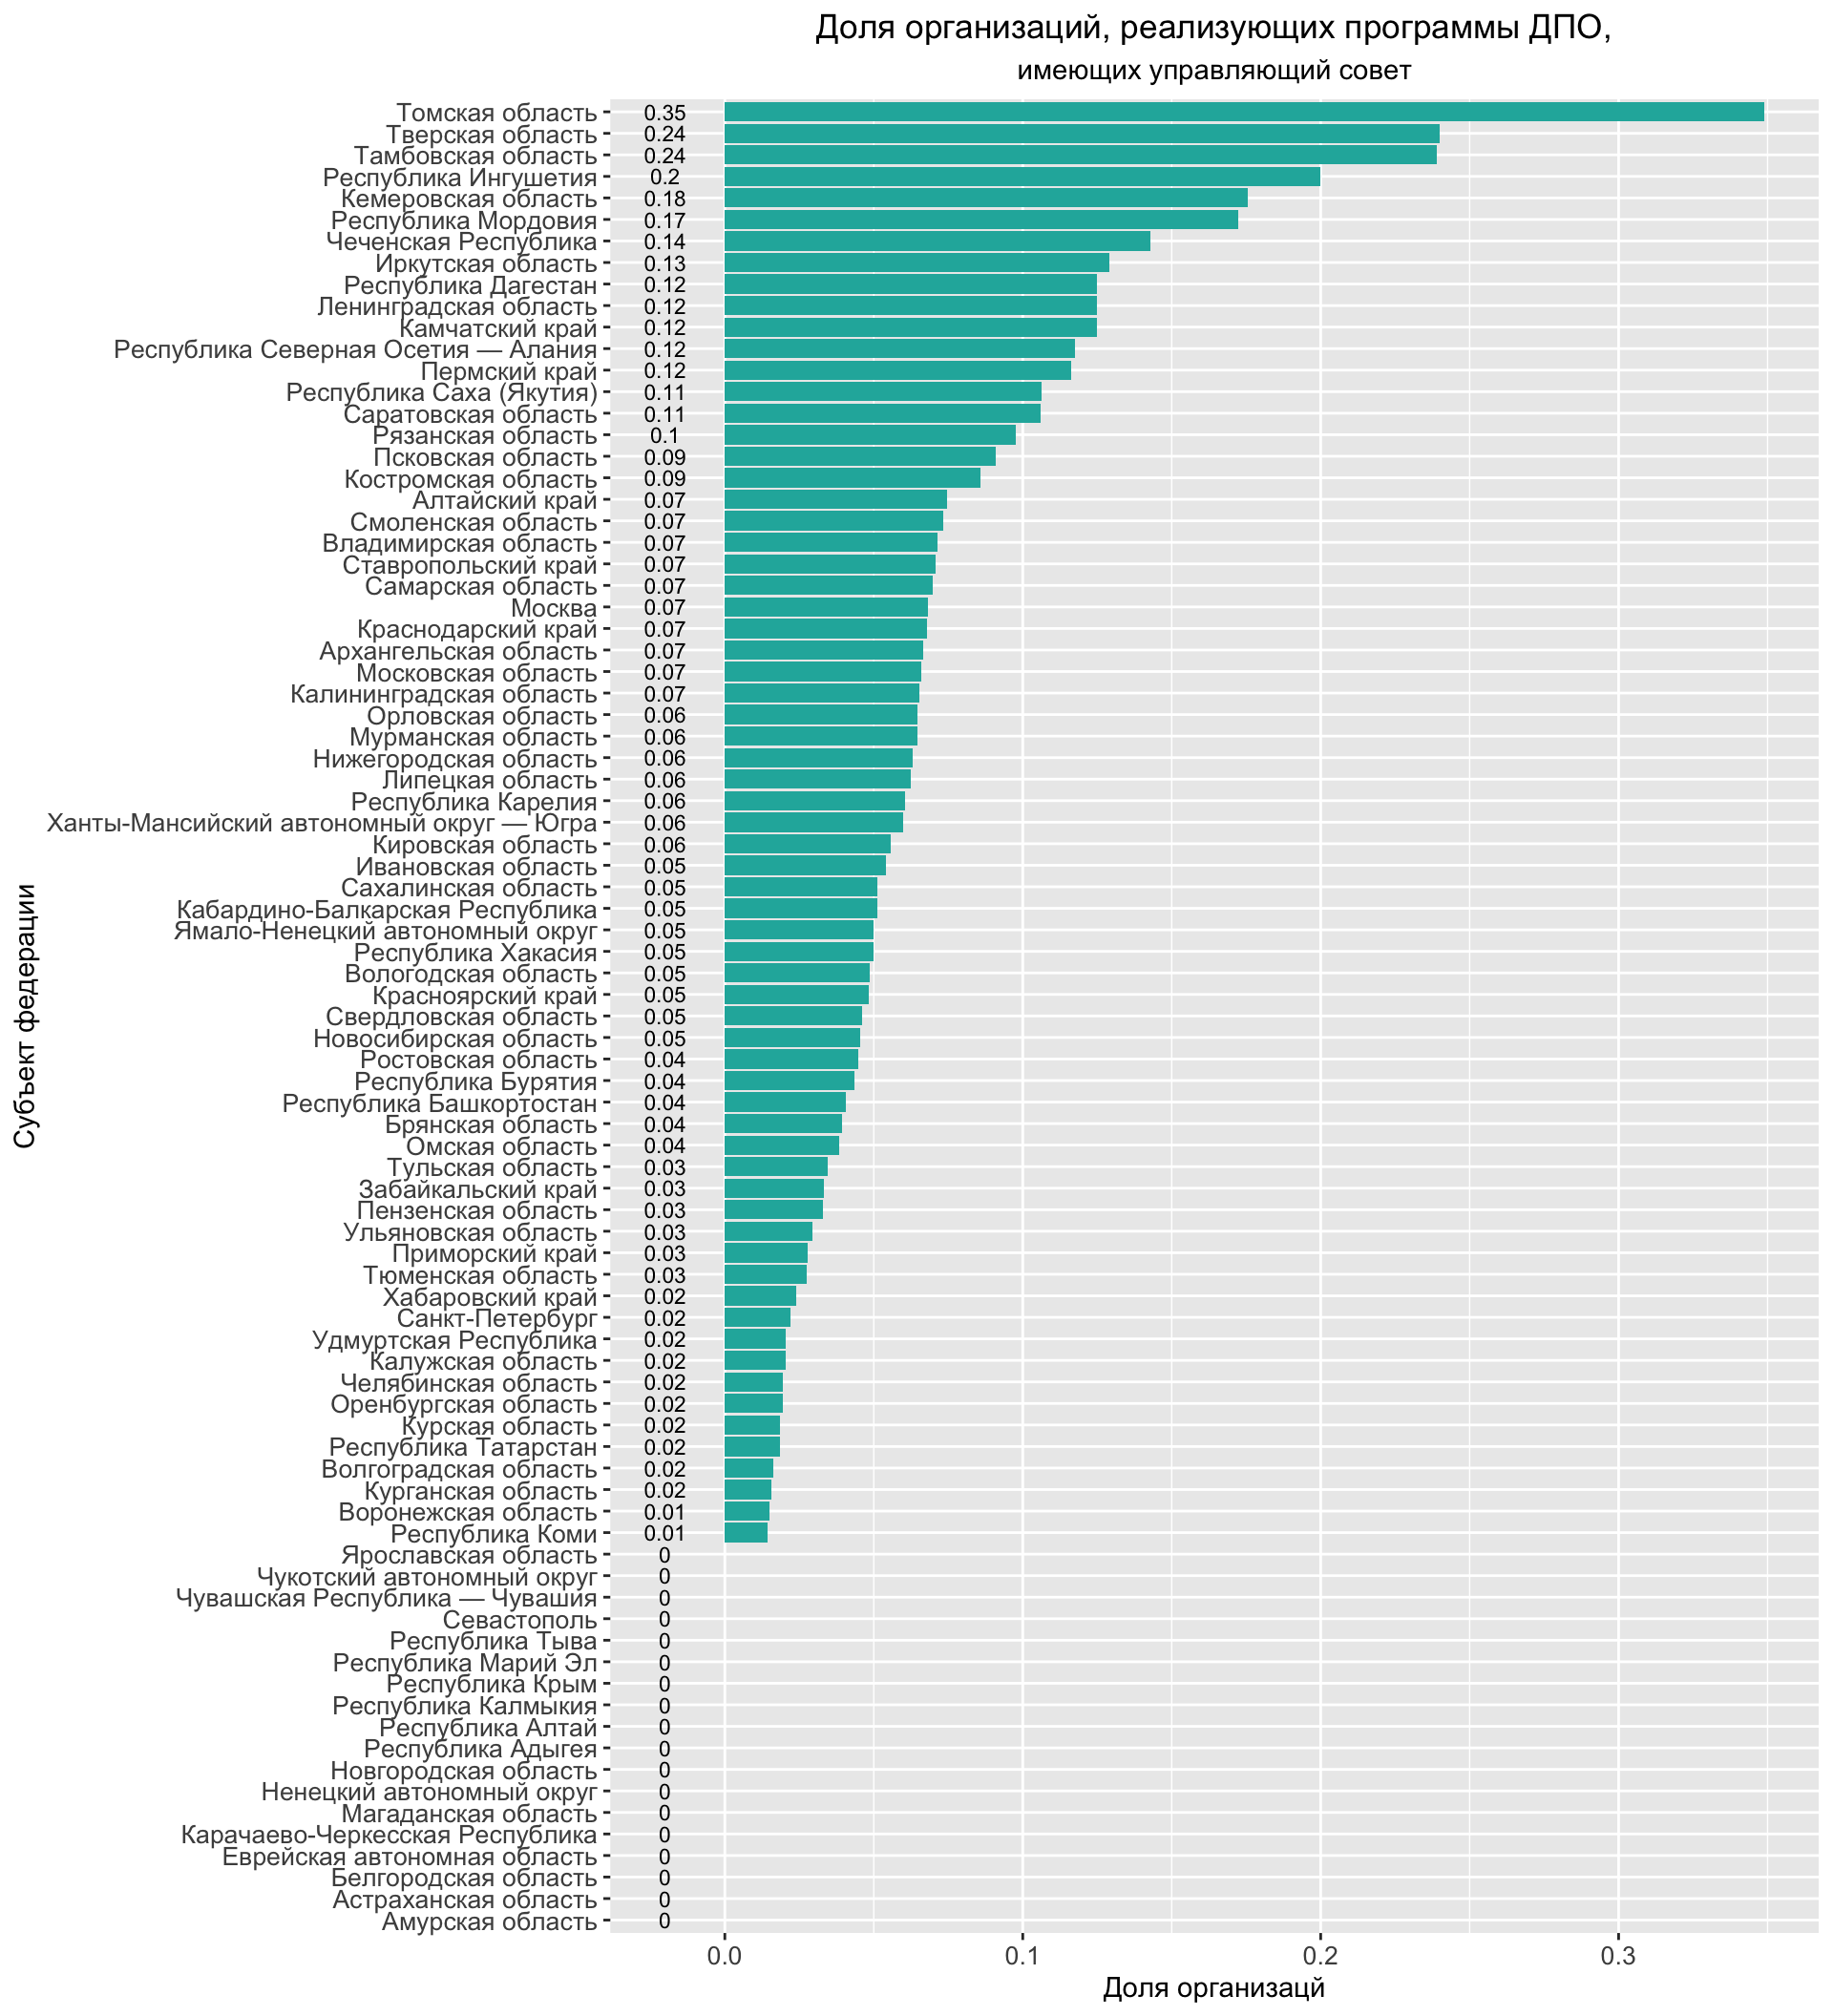 Доля организаций, реализующих программы ДПО,
имеющих управляющий совет
Томская область 0.35
Тверская область 0.24
Тамбовская область 0.24
Республика Ингушетия 0.2
Кемеровская область 0.18
Республика Мордовия 0.17
Чеченская Республика 0.14
Иркутская область 0.13
Республика Дагестан 0.12
Ленинградская область 0.12
Камчатский край 0.12
Республика Северная Осетия — Алания 0.12
Пермский край 0.12
Республика Саха (Якутия) 0.11
Саратовская область 0.11
Рязанская область 0.1
Псковская область 0.09
Костромская область 0.09
Алтайский край 0.07
Смоленская область 0.07
Владимирская область 0.07
Ставропольский край 0.07
Самарская область 0.07
Москва 0.07
Краснодарский край 0.07
Архангельская область 0.07
Московская область 0.07
Калининградская область 0.07
Орловская область 0.06
Мурманская область 0.06
Нижегородская область 0.06
Липецкая область 0.06
Республика Карелия 0.06
Ханты-Мансийский автономный округ — Югра 0.06
Кировская область 0.06
Ивановская область 0.05
Сахалинская область 0.05
Кабардино-Балкарская Республика 0.05
Ямало-Ненецкий автономный округ 0.05
Республика Хакасия 0.05
Вологодская область 0.05
Красноярский край 0.05
Свердловская область 0.05
Новосибирская область 0.05
Ростовская область 0.04
Республика Бурятия 0.04
Республика Башкортостан 0.04
Брянская область 0.04
Омская область 0.04
Тульская область 0.03
Забайкальский край 0.03
Пензенская область 0.03
Ульяновская область 0.03
Приморский край 0.03
Тюменская область 0.03
Хабаровский край 0.02
Санкт-Петербург 0.02
Удмуртская Республика 0.02
Калужская область 0.02
Челябинская область 0.02
Оренбургская область 0.02
Курская область 0.02
Республика Татарстан 0.02
Волгоградская область 0.02
Курганская область 0.02
Воронежская область 0.01
Республика Коми 0.01
Ярославская область 0
Чукотский автономный округ 0
Чувашская Республика — Чувашия 0
Севастополь 0
Республика Тыва 0
Республика Марий Эл 0
Республика Крым 0
Республика Калмыкия 0
Республика Алтай 0
Республика Адыгея 0
Новгородская область 0
Ненецкий автономный округ 0
Магаданская область 0
Карачаево-Черкесская Республика 0
Еврейская автономная область 0
Белгородская область 0
Астраханская область 0
Амурская область 0
0.0 0.1 0.2 0.3
Доля организацй
Субъект федерации